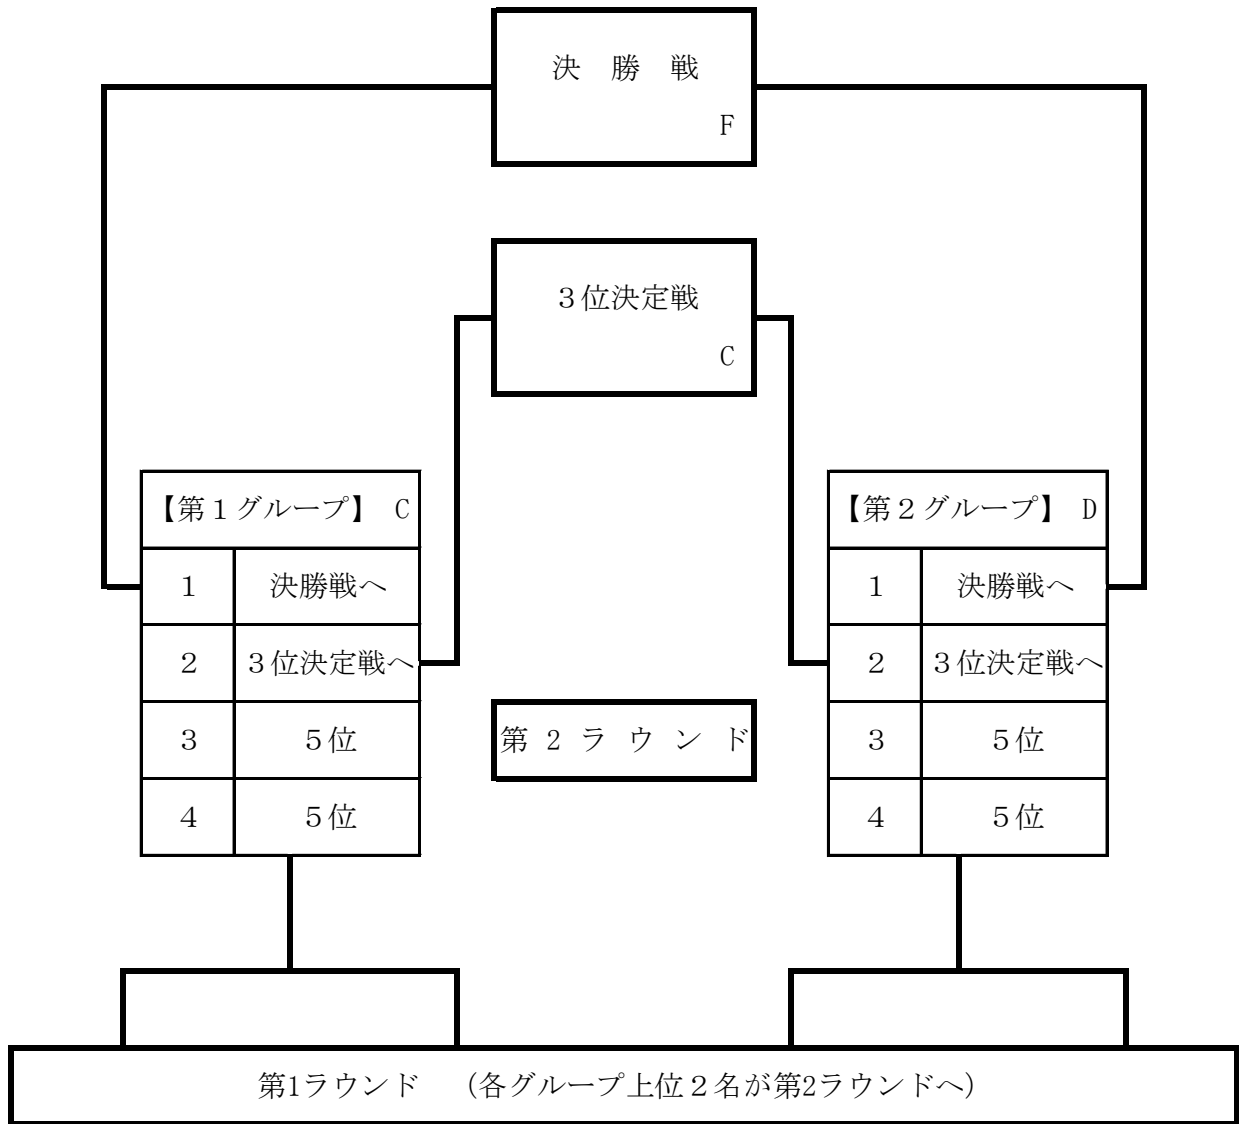 決 勝 戦
F
３位決定戦
C
【第１グループ】 C
1 決勝戦へ
2 ３位決定戦へ
3 ５位
4 ５位
【第２グループ】 D
1 決勝戦へ
2 ３位決定戦へ
3 ５位
4 ５位
第 2 ラ ウ ン ド
第1ラウンド （各グループ上位２名が第2ラウンドへ）